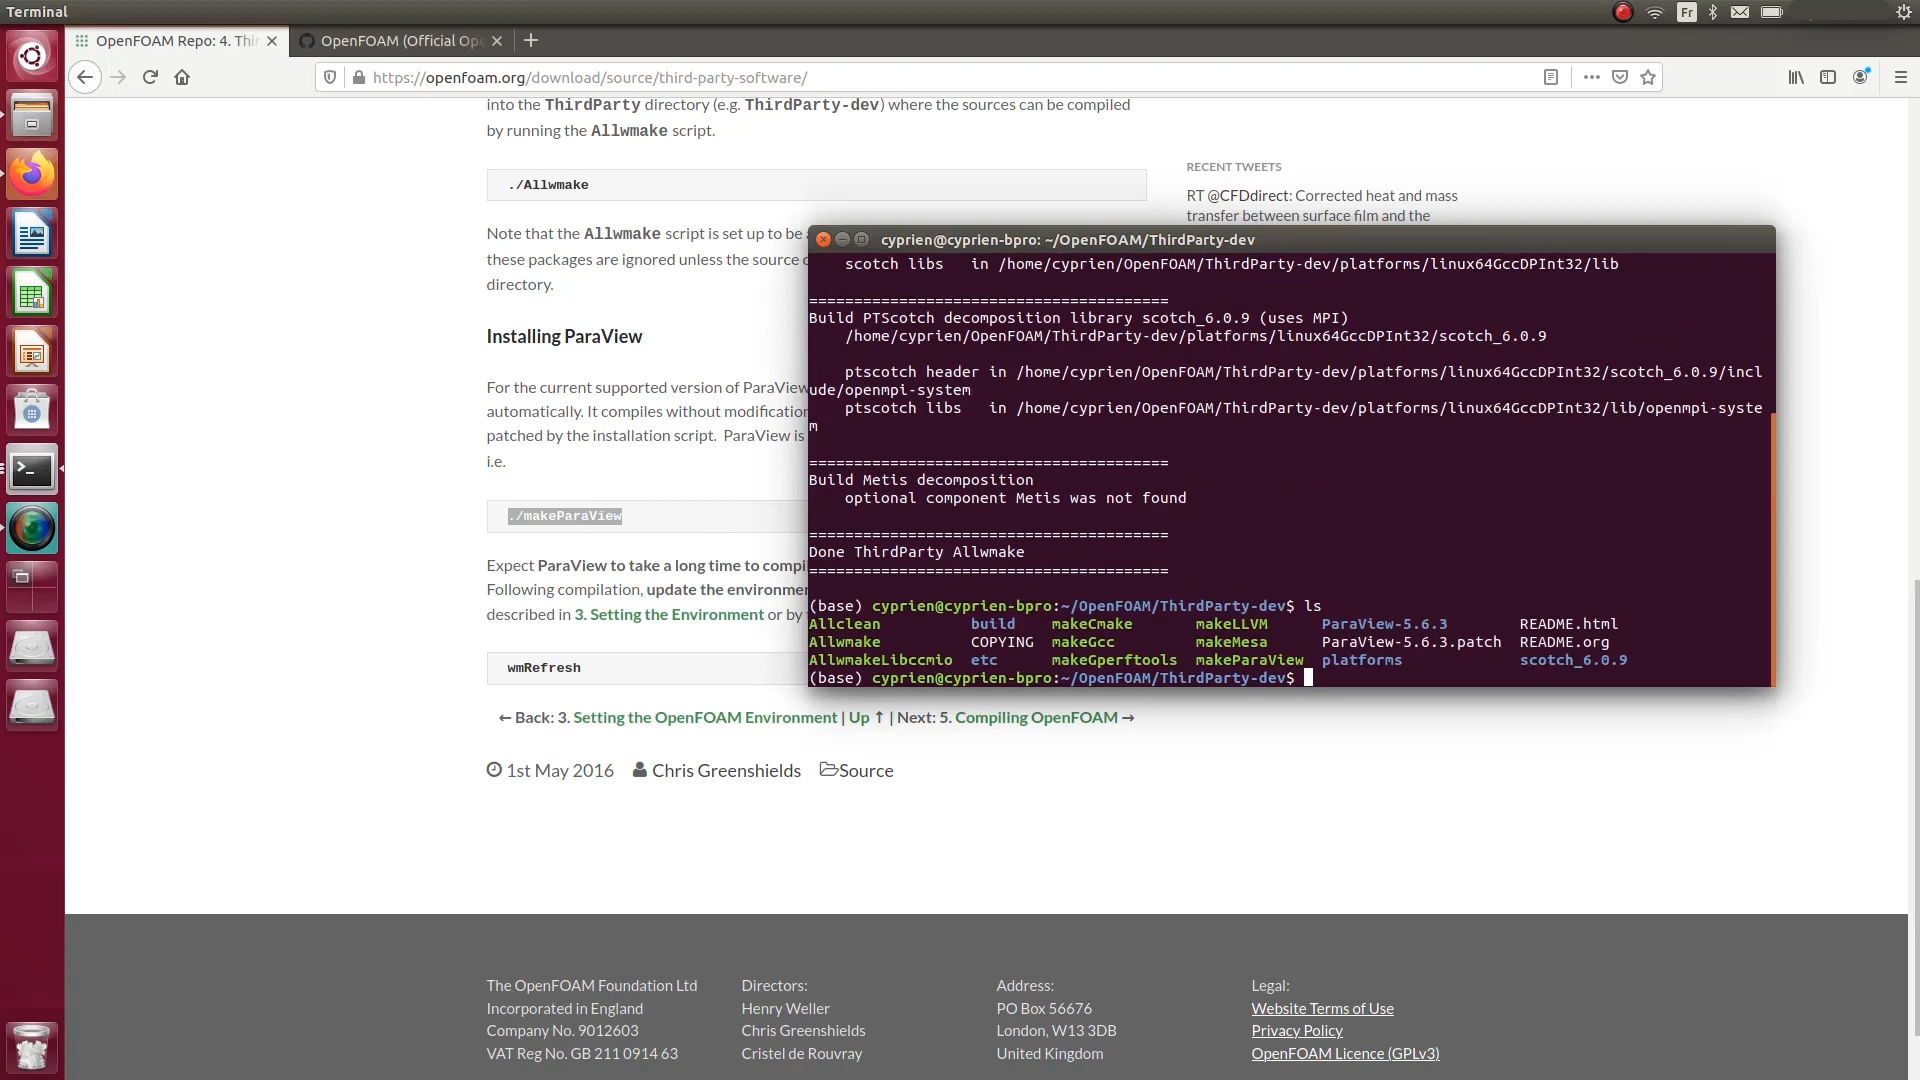 Terminal
Fr
OpenFOAM Repo: 4. Thi
OpenFOAM (Official Ope
https://openfoam.org/download/source/third-party-software/
into the ThirdParty directory (e.g. ThirdParty-dev) where the sources can be compiled
by running the Allwmake script.
./Allwmake
Note that the Allwmake script is set up to be
these packages are ignored unless the source
directory.
Installing ParaView
For the current supported version of ParaView
automatically. It compiles without modification
patched by the installation script. ParaView is
i.e.
./makeParaView
Expect ParaView to take a long time to compi
Following compilation, update the environmen
described in 3. Setting the Environment or by
wmRefresh
← Back: 3. Setting the OpenFOAM Environment | Up ↑ | Next: 5. Compiling OpenFOAM →
1st May 2016 Chris Greenshields Source
RECENT TWEETS
RT @CFDdirect: Corrected heat and mass
transfer between surface film and the
cyprien@cyprien-bpro: ~/OpenFOAM/ThirdParty-dev
scotch libs in /home/cyprien/OpenFOAM/ThirdParty-dev/platforms/linux64GccDPInt32/lib
========================================
Build PTScotch decomposition library scotch_6.0.9 (uses MPI)
/home/cyprien/OpenFOAM/ThirdParty-dev/platforms/linux64GccDPInt32/scotch_6.0.9
ptscotch header in /home/cyprien/OpenFOAM/ThirdParty-dev/platforms/linux64GccDPInt32/scotch_6.0.9/incl
ude/openmpi-system
ptscotch libs in /home/cyprien/OpenFOAM/ThirdParty-dev/platforms/linux64GccDPInt32/lib/openmpi-syste
m
========================================
Build Metis decomposition
optional component Metis was not found
========================================
Done ThirdParty Allwmake
========================================
(base) cyprien@cyprien-bpro:~/OpenFOAM/ThirdParty-dev$ ls
Allclean build makeCmake makeLLVM ParaView-5.6.3 README.html
Allwmake COPYING makeGcc makeMesa ParaView-5.6.3.patch README.org
AllwmakeLibccmio etc makeGperftools makeParaView platforms scotch_6.0.9
(base) cyprien@cyprien-bpro:~/OpenFOAM/ThirdParty-dev$
The OpenFOAM Foundation Ltd
Incorporated in England
Company No. 9012603
VAT Reg No. GB 211 0914 63
Directors:
Henry Weller
Chris Greenshields
Cristel de Rouvray
Address:
PO Box 56676
London, W13 3DB
United Kingdom
Legal:
Website Terms of Use
Privacy Policy
OpenFOAM Licence (GPLv3)